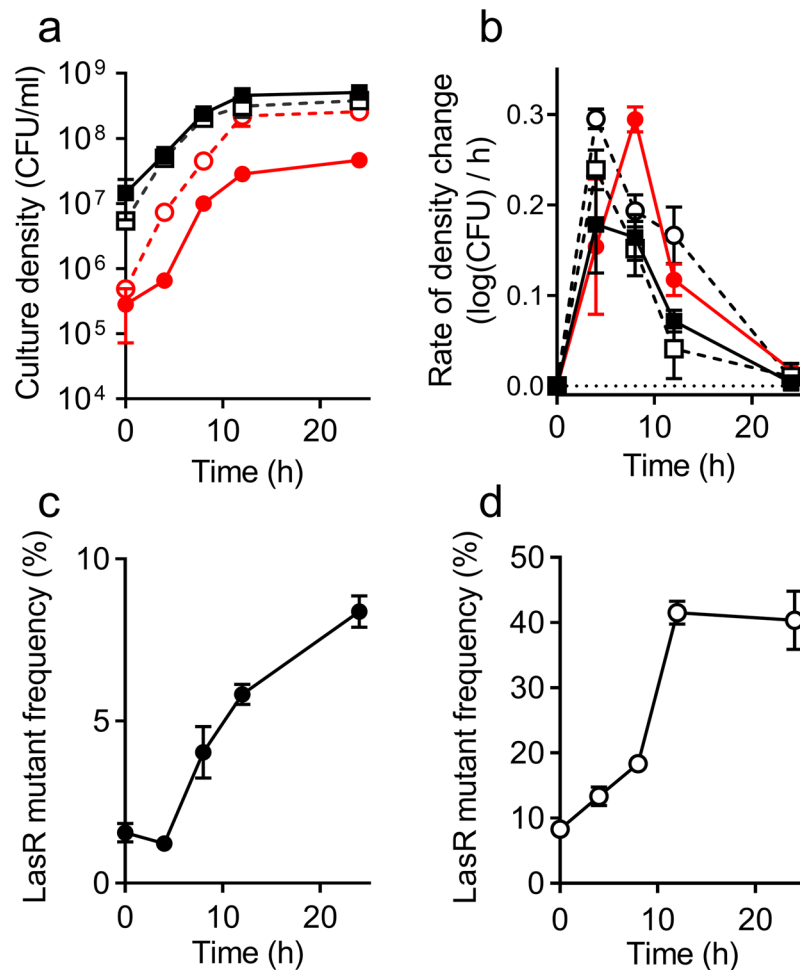 a
Culture density (CFU/ml)
10⁹
10⁸
10⁷
10⁶
10⁵
10⁴
0 10 20
Time (h)
b
Rate of density change
(log(CFU) / h)
0.3
0.2
0.1
0.0
0 10 20
Time (h)
c
LasR mutant frequency (%)
10
5
0
0 10 20
Time (h)
d
LasR mutant frequency (%)
50
40
30
20
10
0
0 10 20
Time (h)